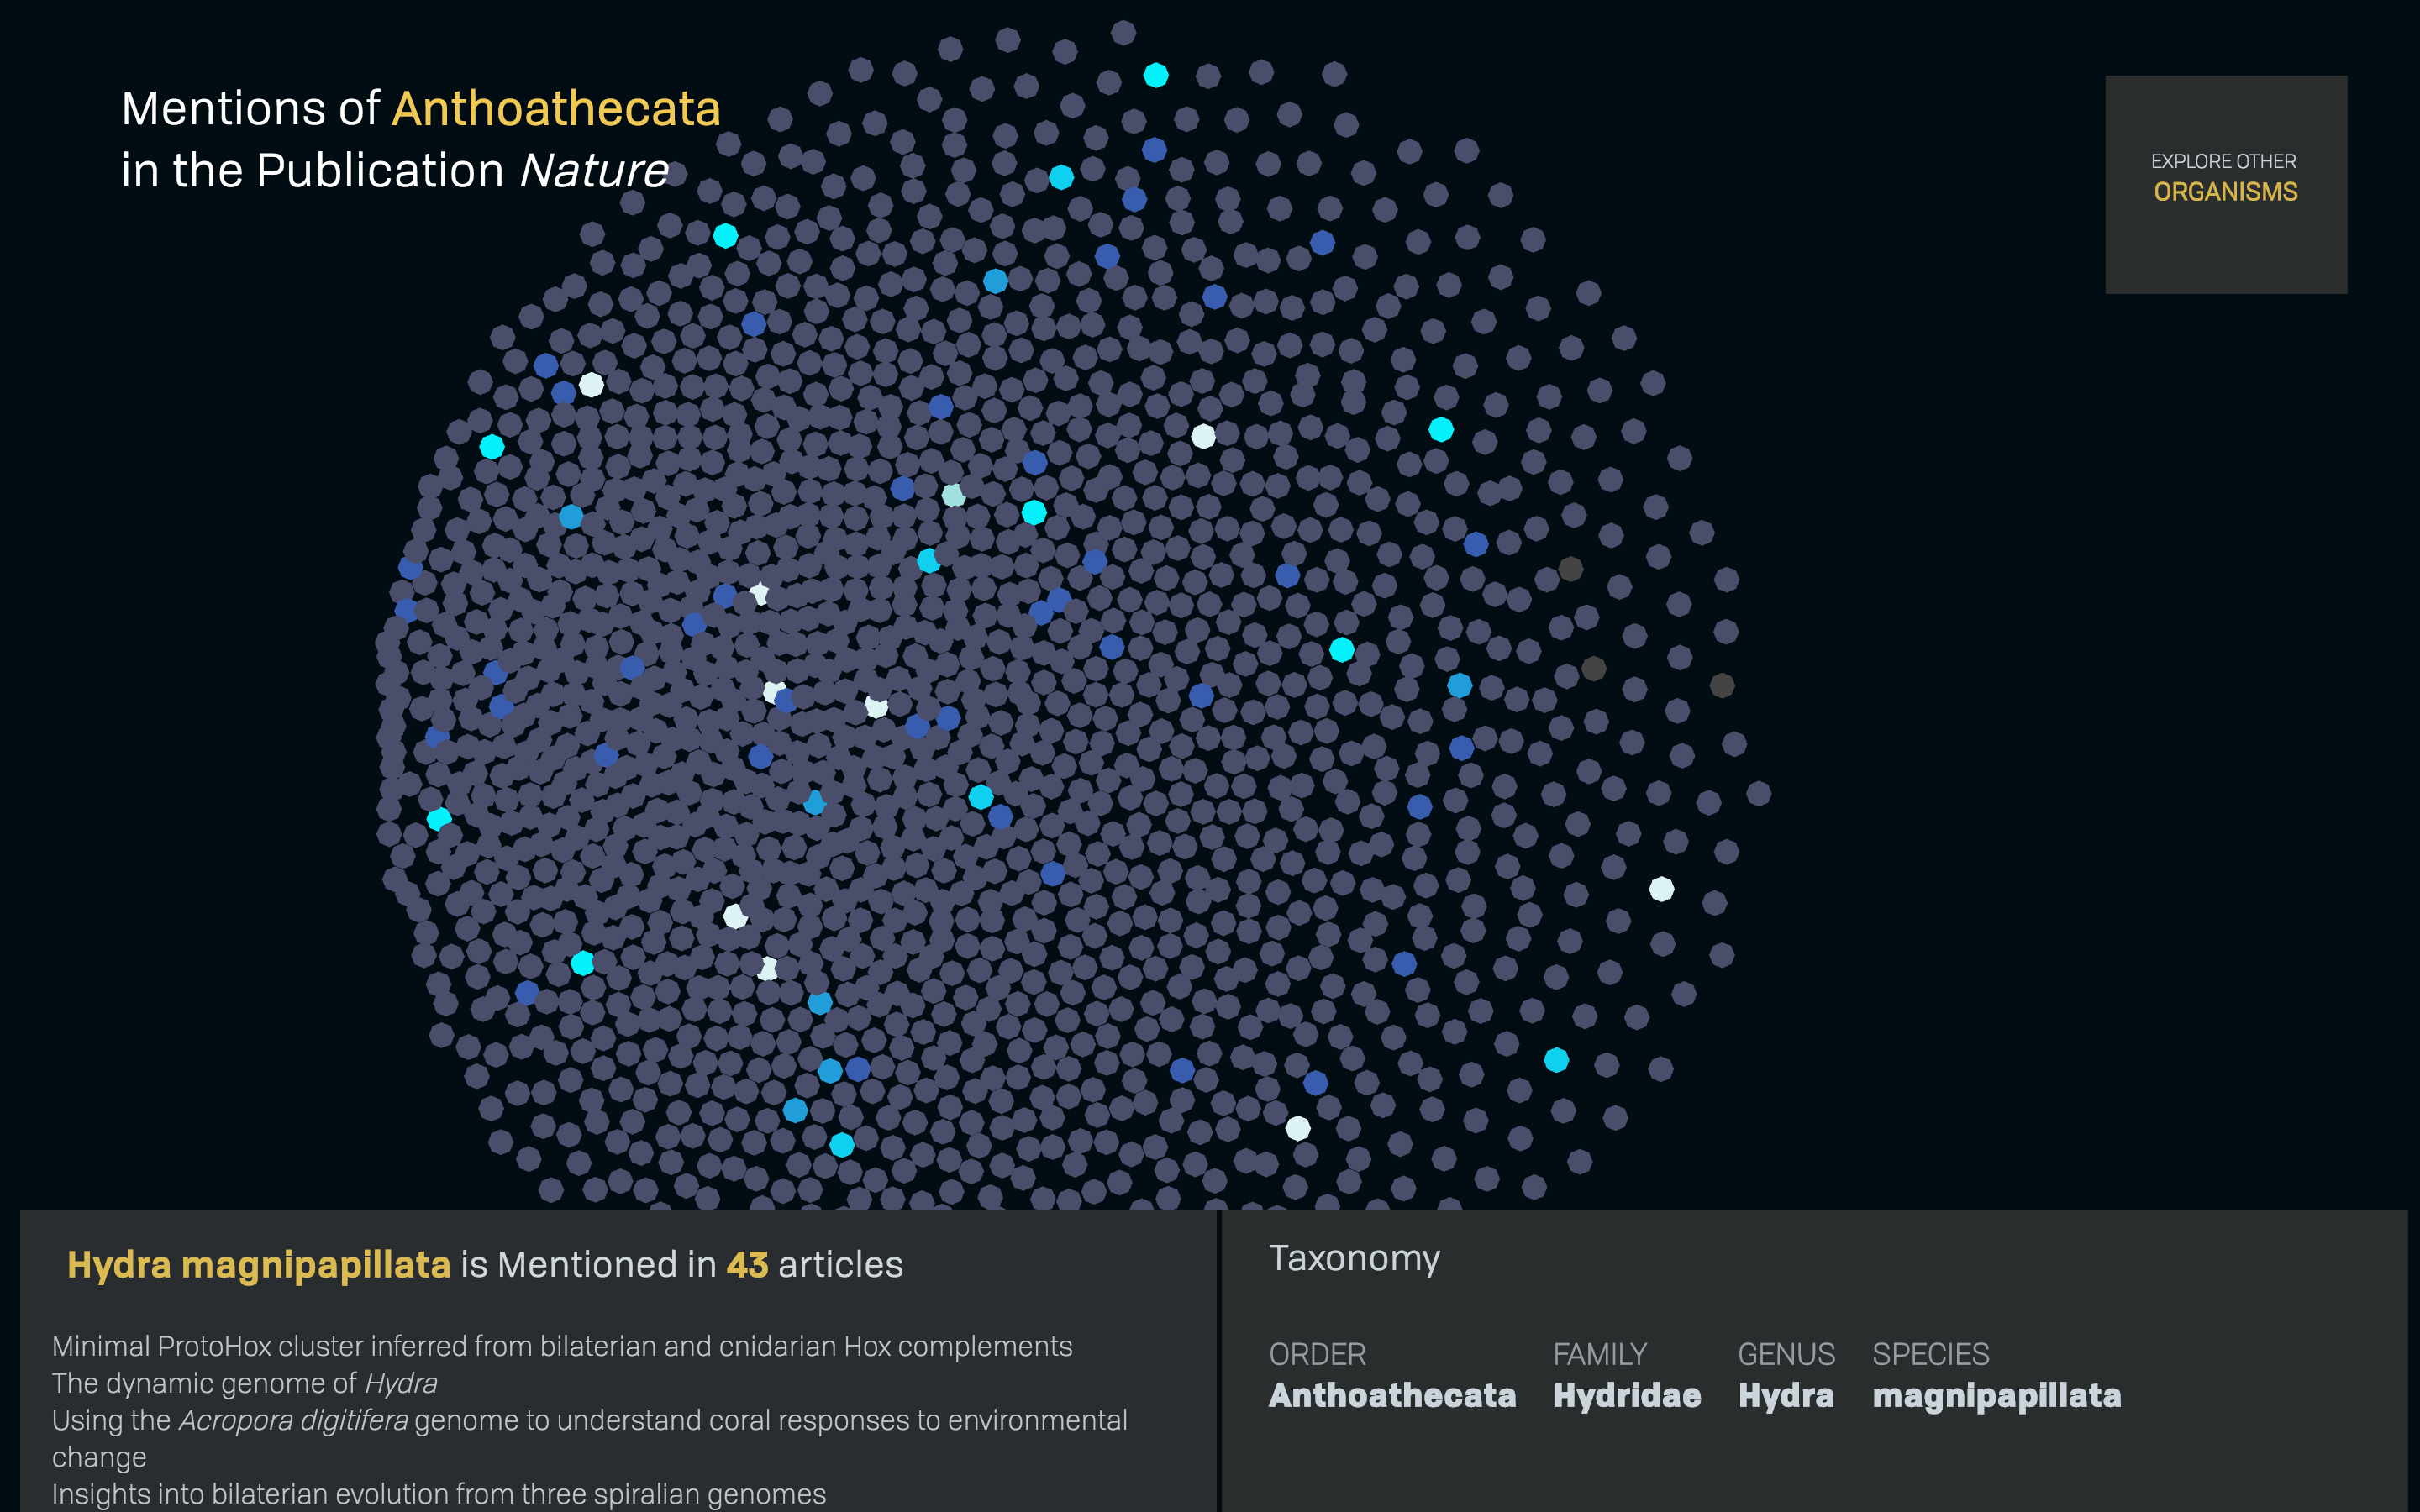 Mentions of Anthoathecata
in the Publication Nature
EXPLORE OTHER
ORGANISMS
Hydra magnipapillata is Mentioned in 43 articles
Minimal ProtoHox cluster inferred from bilaterian and cnidarian Hox complements
The dynamic genome of Hydra
Using the Acropora digitifera genome to understand coral responses to environmental
change
Insights into bilaterian evolution from three spiralian genomes
Taxonomy
ORDER
Anthoathecata
FAMILY
Hydridae
GENUS
Hydra
SPECIES
magnipapillata